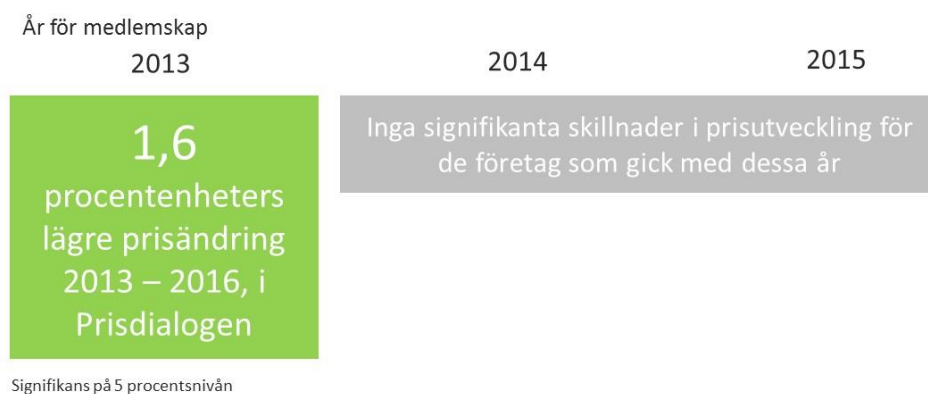 År för medlemskap
2013
2014
2015
1,6
procentenheters
lägre prisändring
2013 – 2016, i
Prisdialogen
Inga signifikanta skillnader i prisutveckling för
de företag som gick med dessa år
Signifikans på 5 procentsnivån